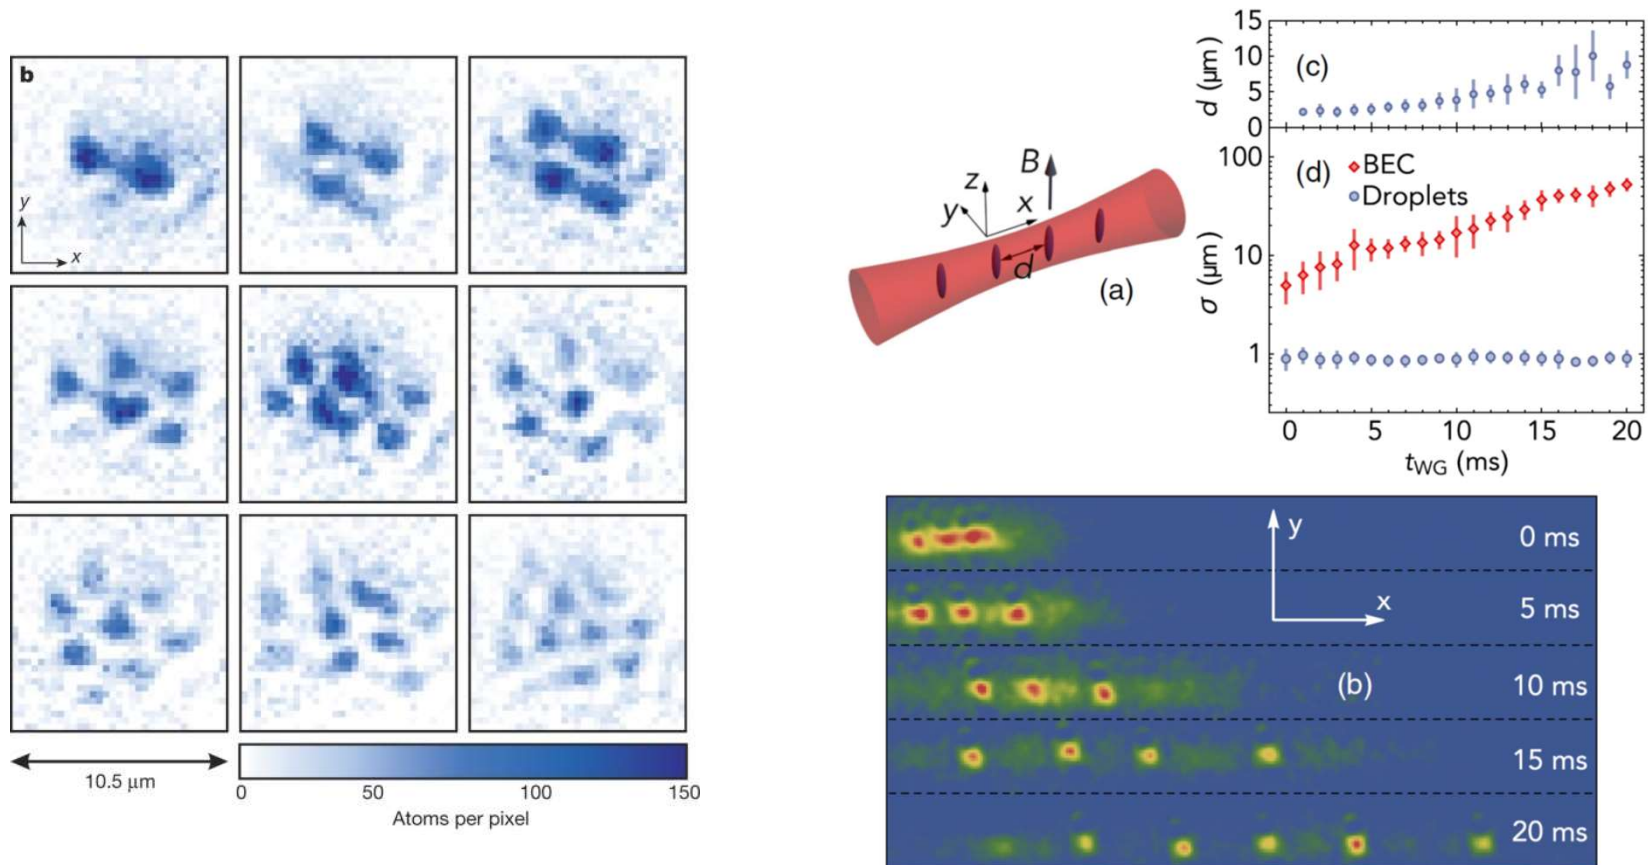 b
y
x
10.5 μm
0 50 100 150
Atoms per pixel
B
z
y x
d
(a)
15
10
5
0
d (μm)
(c)
100
10
1
σ (μm)
(d)
BEC
Droplets
0 5 10 15 20
tWG (ms)
y
x
0 ms
5 ms
(b)
10 ms
15 ms
20 ms